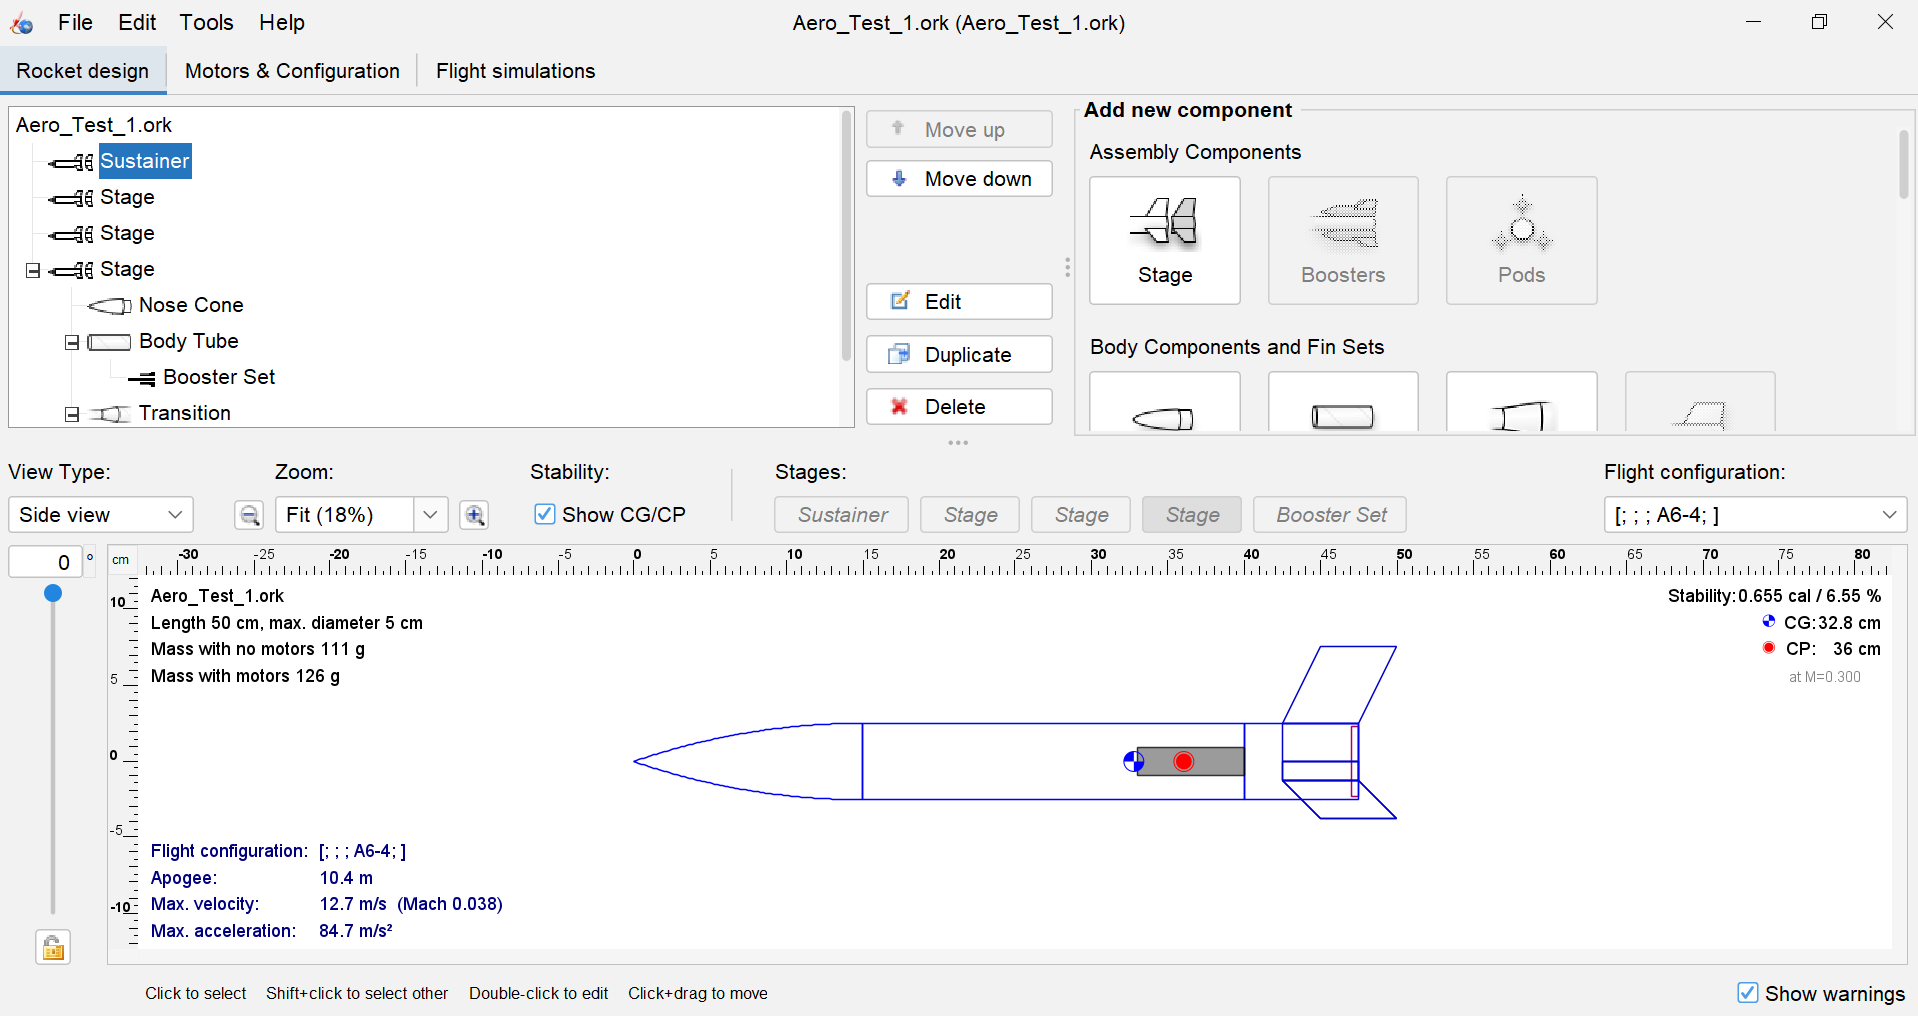 File Edit Tools Help
Aero_Test_1.ork (Aero_Test_1.ork)
Rocket design Motors & Configuration Flight simulations
Aero_Test_1.ork
Sustainer
Stage
Stage
Stage
Nose Cone
Body Tube
Booster Set
Transition
Move up
Move down
Edit
Duplicate
Delete
Add new component
Assembly Components
Stage Boosters Pods
Body Components and Fin Sets
View Type: Zoom: Stability: Stages: Flight configuration:
Side view Fit (18%) Show CG/CP Sustainer Stage Stage Stage Booster Set [; ; ; A6-4; ]
0 °
cm -30 -25 -20 -15 -10 -5 0 5 10 15 20 25 30 35 40 45 50 55 60 65 70 75 80
10
5
0
-5
-10
Aero_Test_1.ork
Length 50 cm, max. diameter 5 cm
Mass with no motors 111 g
Mass with motors 126 g
Stability: 0.655 cal / 6.55 %
CG: 32.8 cm
CP: 36 cm
at M=0.300
Flight configuration: [; ; ; A6-4; ]
Apogee: 10.4 m
Max. velocity: 12.7 m/s (Mach 0.038)
Max. acceleration: 84.7 m/s²
Click to select Shift+click to select other Double-click to edit Click+drag to move
Show warnings